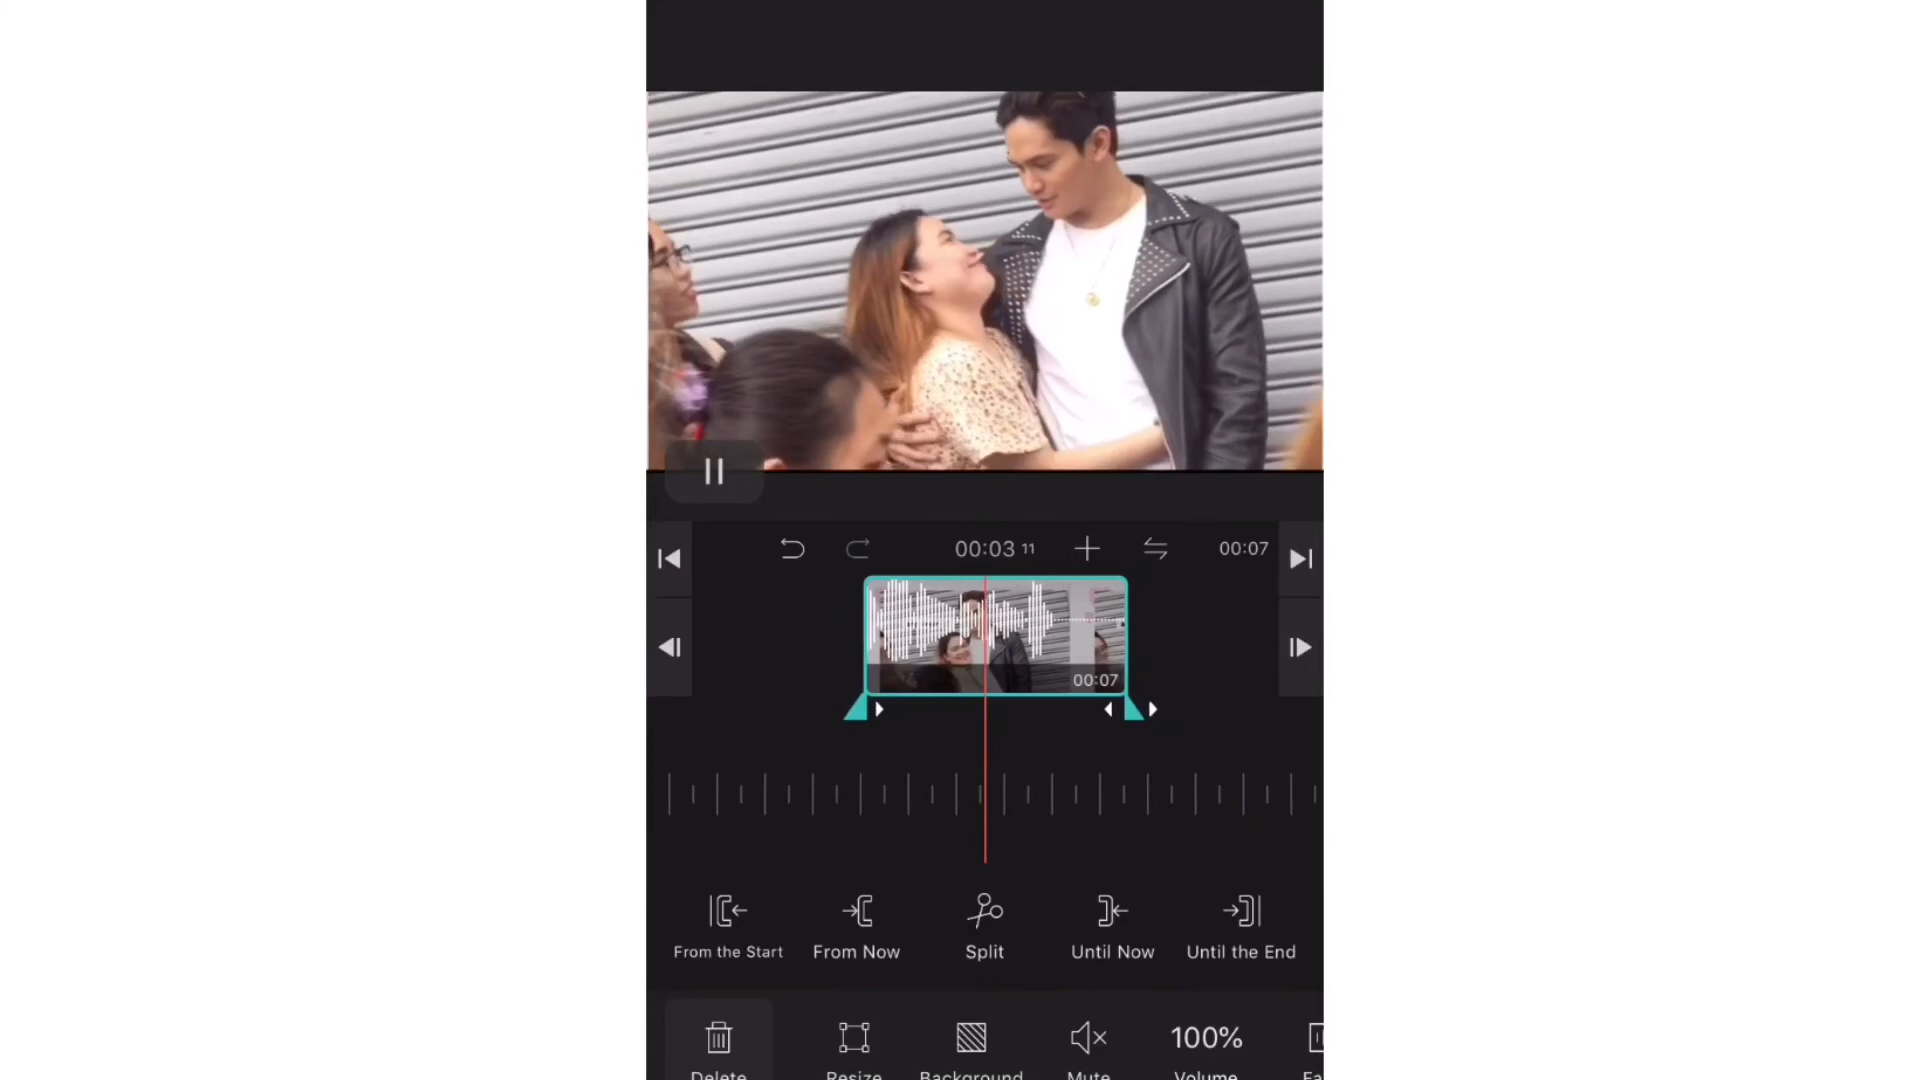 00:03 11
00:07
00:07
From the Start
From Now
Split
Until Now
Until the End
100%
Delete
Resize
Background
Mute
Volume